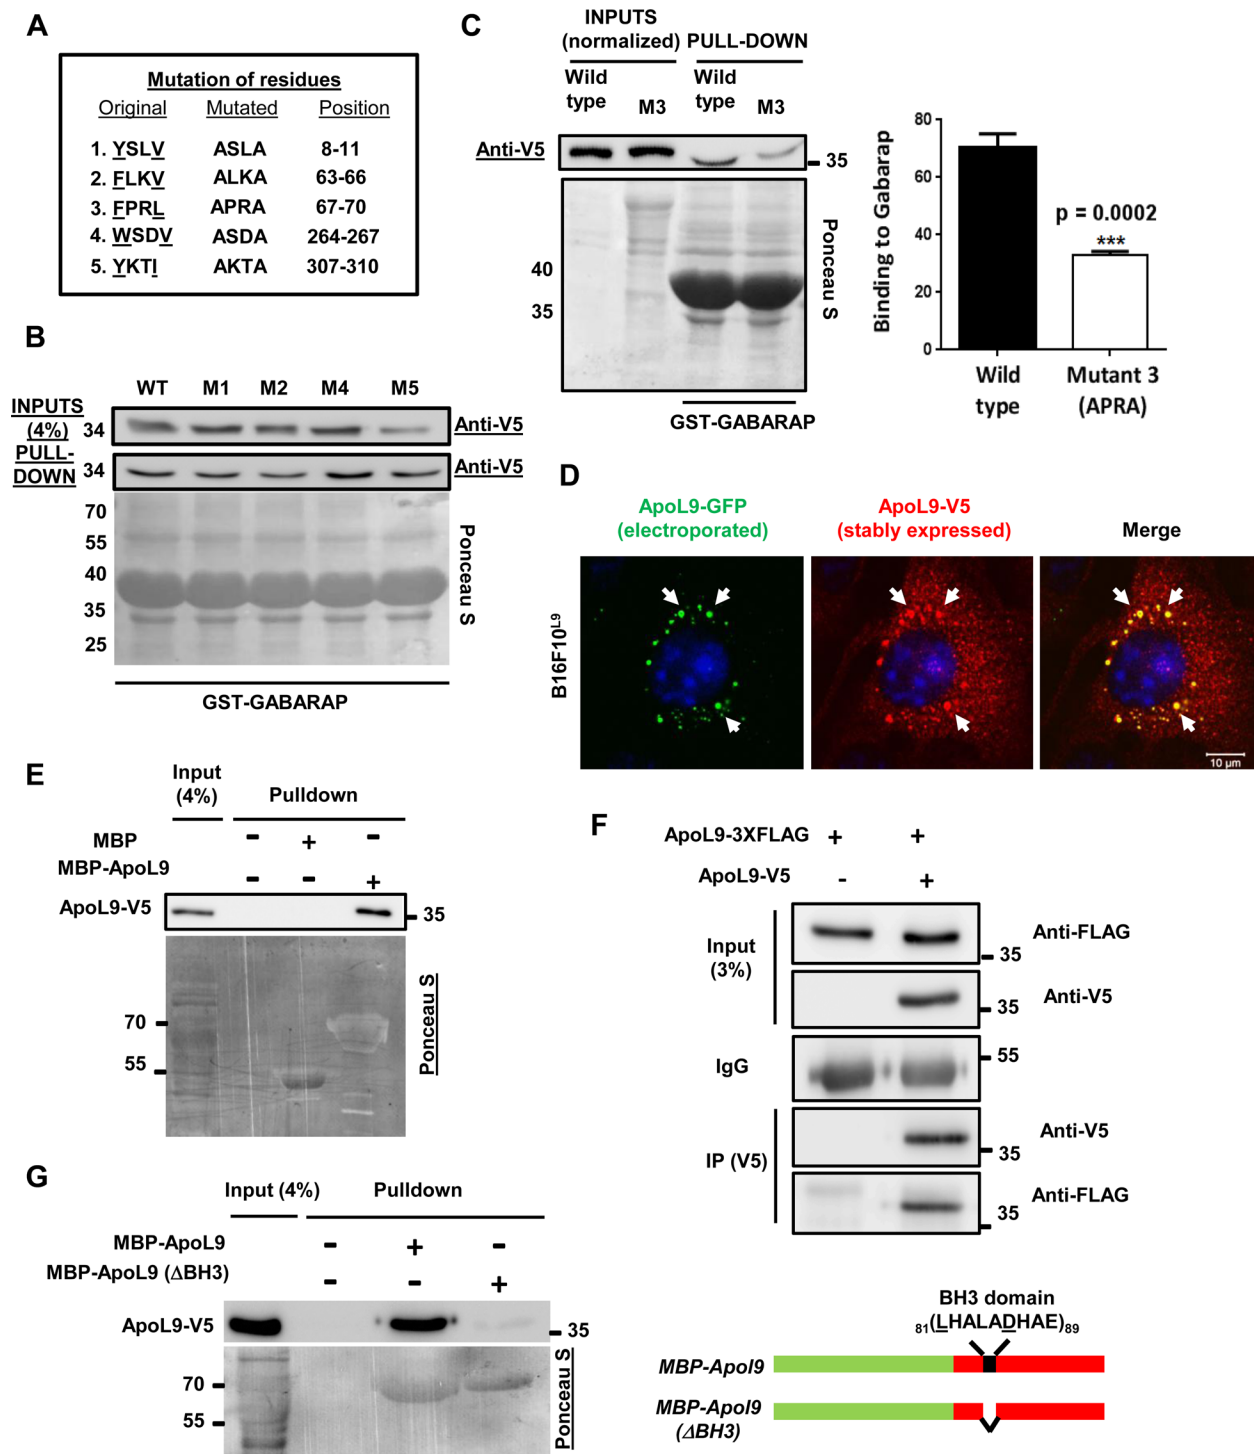 A
Mutation of residues
Original Mutated Position
1. YSLV ASLA 8-11
2. FLKV ALKA 63-66
3. FPRL APRA 67-70
4. WSDV ASDA 264-267
5. YKTI AKTA 307-310
B
WT M1 M2 M4 M5
INPUTS
(4%)
34
Anti-V5
PULL-
DOWN
34
Anti-V5
70
55
40
35
25
Ponceau S
GST-GABARAP
C
INPUTS
(normalized) PULL-DOWN
Wild
type
M3
Wild
type
M3
Anti-V5
35
40
35
Ponceau S
GST-GABARAP
Binding to Gabarap
80
60
40
20
0
p = 0.0002
***
Wild
type
Mutant 3
(APRA)
D
ApoL9-GFP
(electroporated)
ApoL9-V5
(stably expressed)
Merge
B16F10L9
10 µm
E
Input
(4%)
Pulldown
MBP - + -
MBP-ApoL9 - - +
ApoL9-V5
35
70
55
Ponceau S
F
ApoL9-3XFLAG + +
ApoL9-V5 - +
Input
(3%)
Anti-FLAG
35
Anti-V5
35
IgG
55
IP (V5)
Anti-V5
35
Anti-FLAG
35
G
Input (4%) Pulldown
MBP-ApoL9 - + -
MBP-ApoL9 (ΔBH3) - - +
ApoL9-V5
35
70
55
Ponceau S
BH3 domain
81(LHALADHAE)89
MBP-Apol9
MBP-Apol9
(ΔBH3)